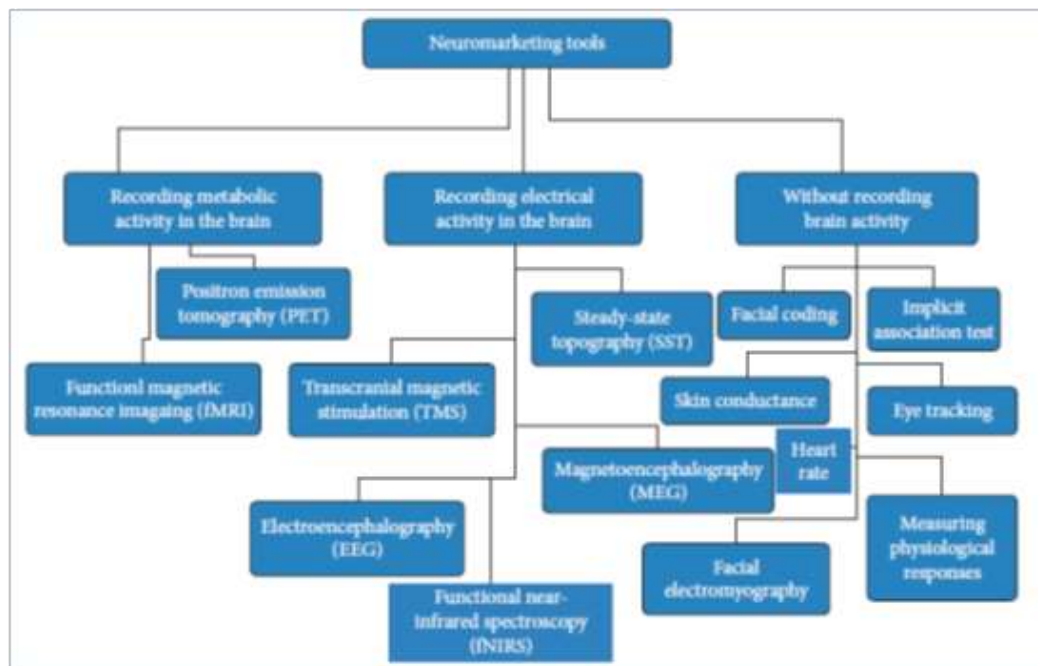 Neuromarketing tools
Recording metabolic
activity in the brain
Recording electrical
activity in the brain
Without recording
brain activity
Positron emission
tomography (PET)
Steady-state
topography (SST)
Facial coding
Implicit
association test
Functionl magnetic
resonance imagaing (fMRI)
Transcranial magnetic
stimulation (TMS)
Skin conductance
Eye tracking
Heart
rate
Magnetoencephalography
(MEG)
Electroencephalography
(EEG)
Measuring
physiological
responses
Facial
electromyography
Functional near-
infrared spectroscopy
(fNIRS)